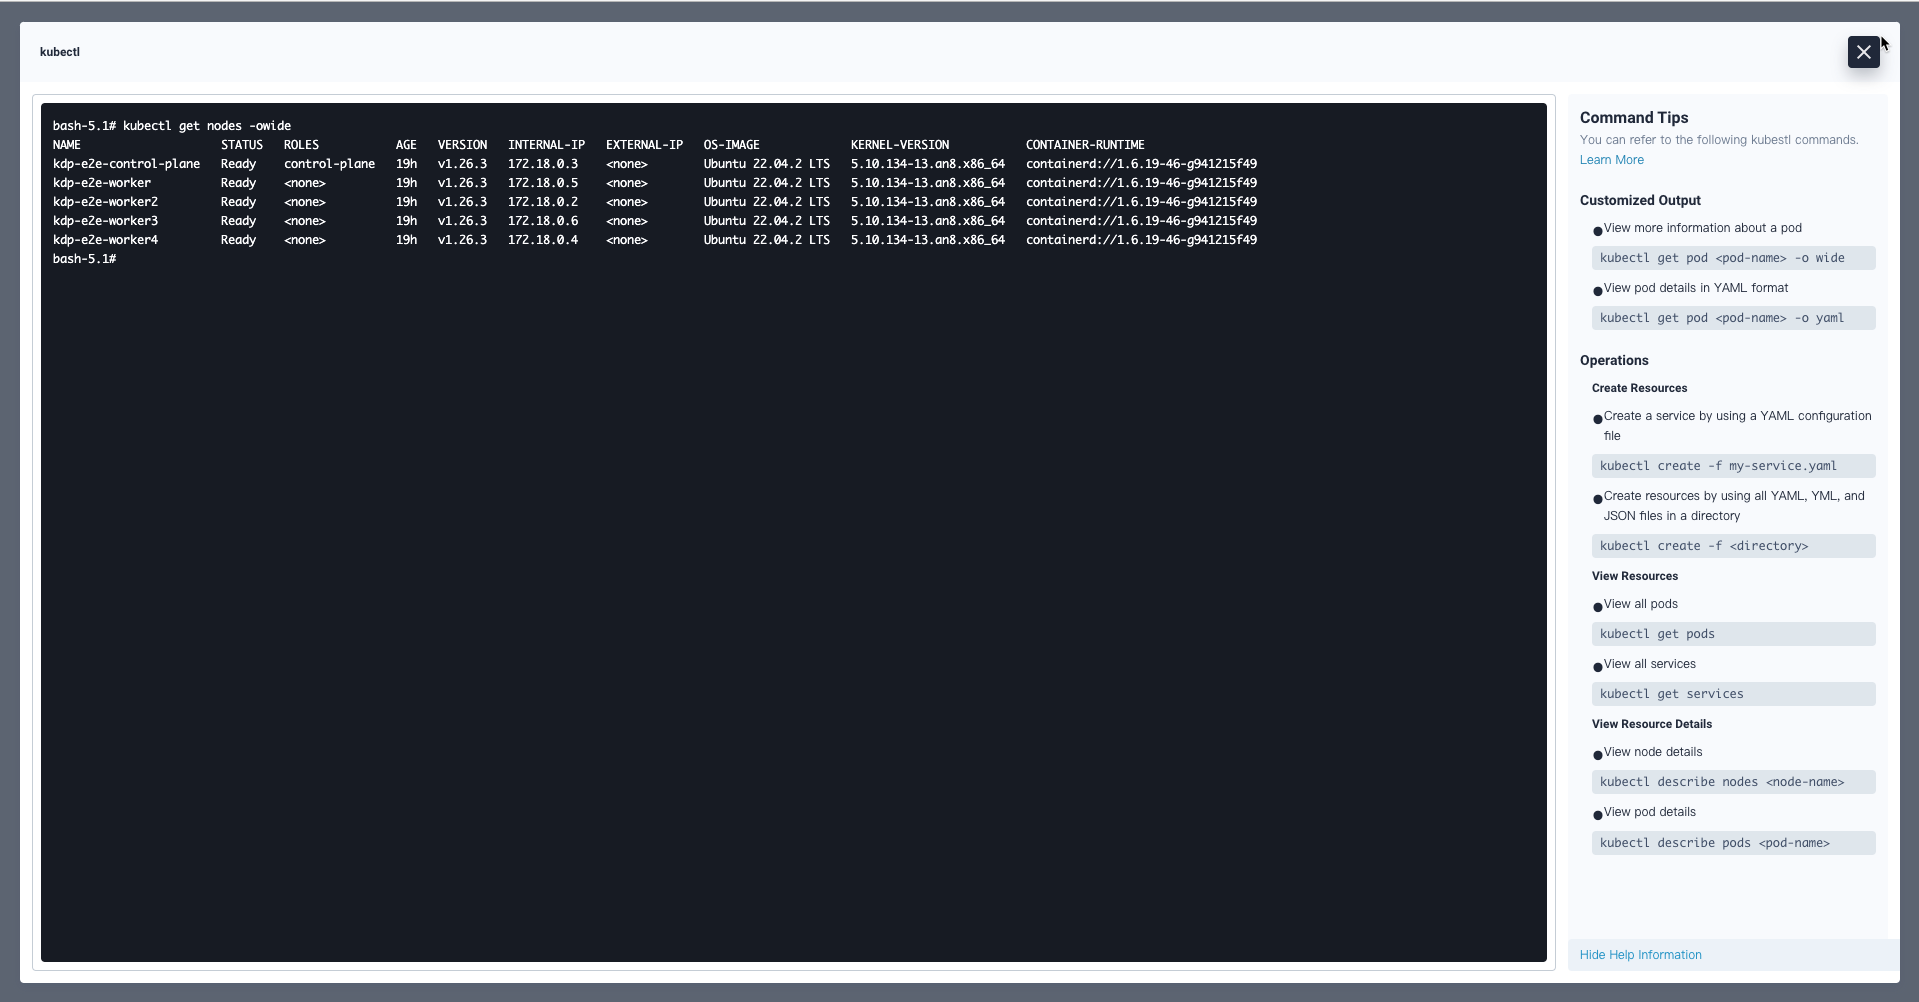 kubectl
bash-5.1# kubectl get nodes -owide
NAME STATUS ROLES AGE VERSION INTERNAL-IP EXTERNAL-IP OS-IMAGE KERNEL-VERSION CONTAINER-RUNTIME
kdp-e2e-control-plane Ready control-plane 19h v1.26.3 172.18.0.3 <none> Ubuntu 22.04.2 LTS 5.10.134-13.an8.x86_64 containerd://1.6.19-46-g941215f49
kdp-e2e-worker Ready <none> 19h v1.26.3 172.18.0.5 <none> Ubuntu 22.04.2 LTS 5.10.134-13.an8.x86_64 containerd://1.6.19-46-g941215f49
kdp-e2e-worker2 Ready <none> 19h v1.26.3 172.18.0.2 <none> Ubuntu 22.04.2 LTS 5.10.134-13.an8.x86_64 containerd://1.6.19-46-g941215f49
kdp-e2e-worker3 Ready <none> 19h v1.26.3 172.18.0.6 <none> Ubuntu 22.04.2 LTS 5.10.134-13.an8.x86_64 containerd://1.6.19-46-g941215f49
kdp-e2e-worker4 Ready <none> 19h v1.26.3 172.18.0.4 <none> Ubuntu 22.04.2 LTS 5.10.134-13.an8.x86_64 containerd://1.6.19-46-g941215f49
bash-5.1#
Command Tips
You can refer to the following kubestl commands.
Learn More
Customized Output
View more information about a pod
kubectl get pod <pod-name> -o wide
View pod details in YAML format
kubectl get pod <pod-name> -o yaml
Operations
Create Resources
Create a service by using a YAML configuration
file
kubectl create -f my-service.yaml
Create resources by using all YAML, YML, and
JSON files in a directory
kubectl create -f <directory>
View Resources
View all pods
kubectl get pods
View all services
kubectl get services
View Resource Details
View node details
kubectl describe nodes <node-name>
View pod details
kubectl describe pods <pod-name>
Hide Help Information